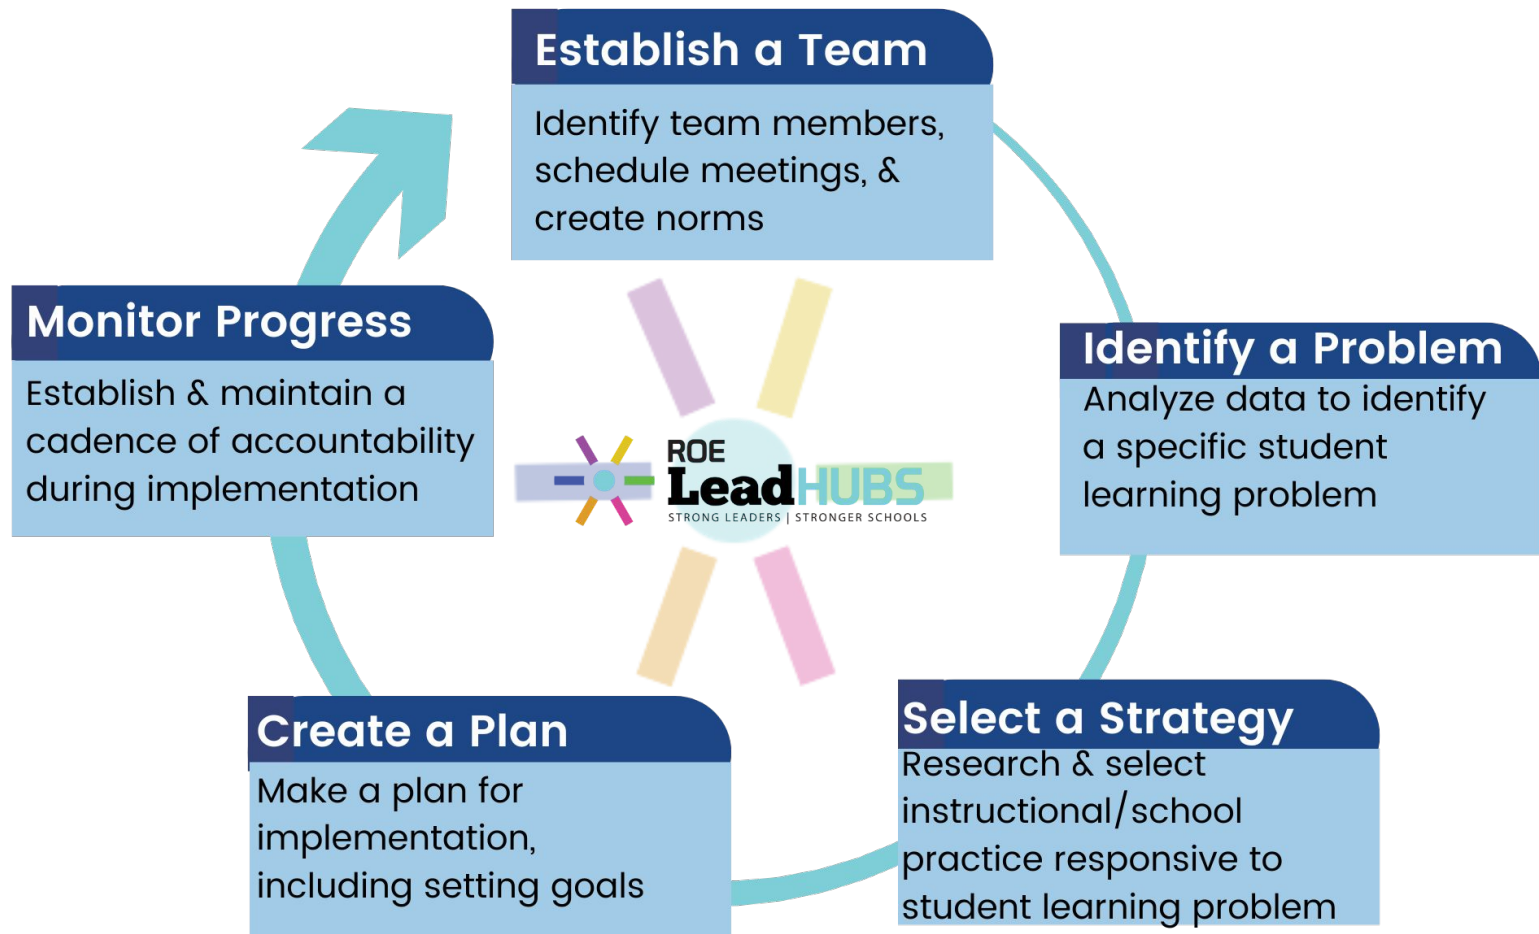 Establish a Team
Identify team members,
schedule meetings, &
create norms
Identify a Problem
Analyze data to identify
a specific student
learning problem
Select a Strategy
Research & select
instructional/school
practice responsive to
student learning problem
Create a Plan
Make a plan for
implementation,
including setting goals
Monitor Progress
Establish & maintain a
cadence of accountability
during implementation
ROE
LeadHUBS
STRONG LEADERS | STRONGER SCHOOLS